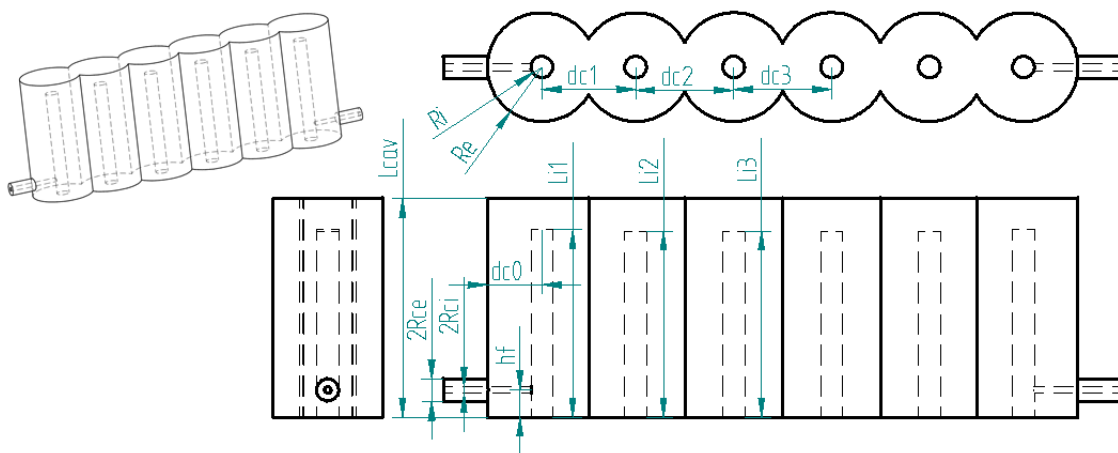 dc1
dc2
dc3
Ri
Re
Lcav
Li1
Li2
Li3
dc0
2Rce
2Rci
hf